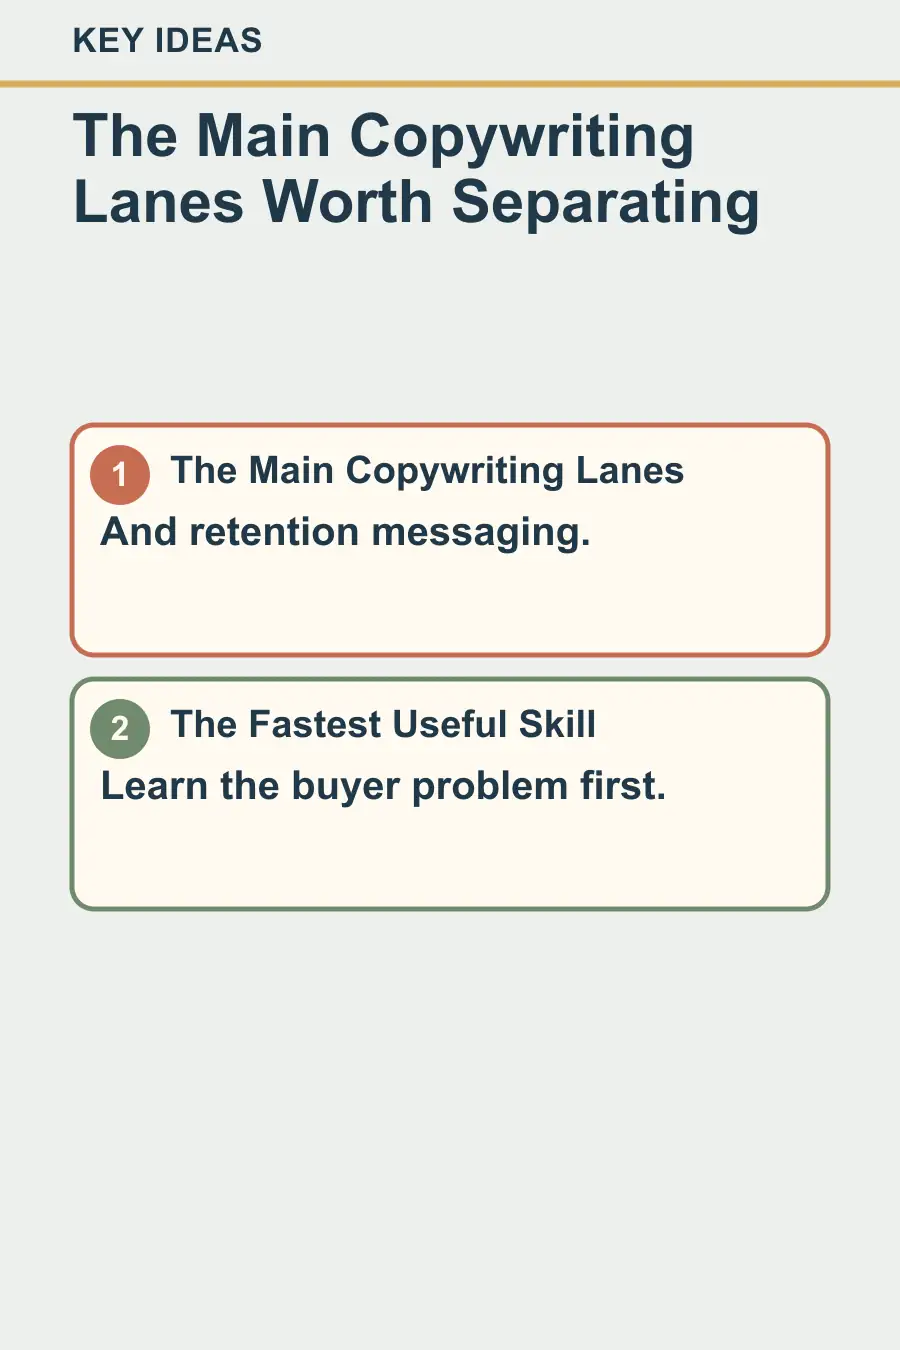 KEY IDEAS
The Main Copywriting
Lanes Worth Separating
1 The Main Copywriting Lanes
And retention messaging.
2 The Fastest Useful Skill
Learn the buyer problem first.